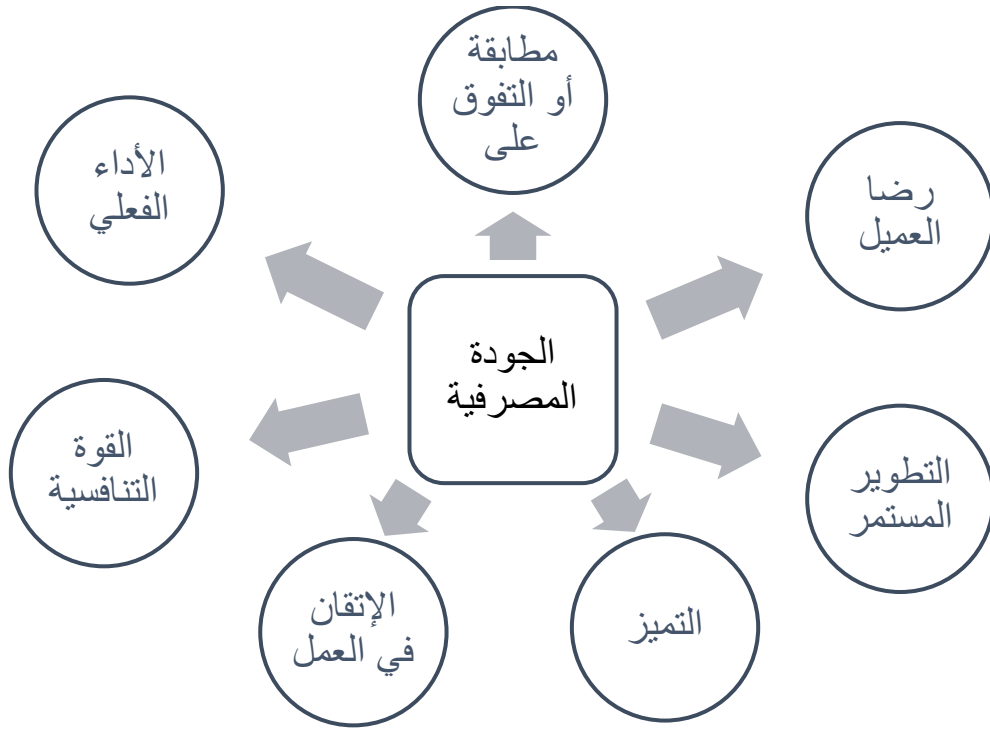 مطابقة
أو التفوق
على
رضا
العميل
الأداء
الفعلي
الجودة
المصرفية
القوة
التنافسية
التطوير
المستمر
الإتقان
في العمل
التميز